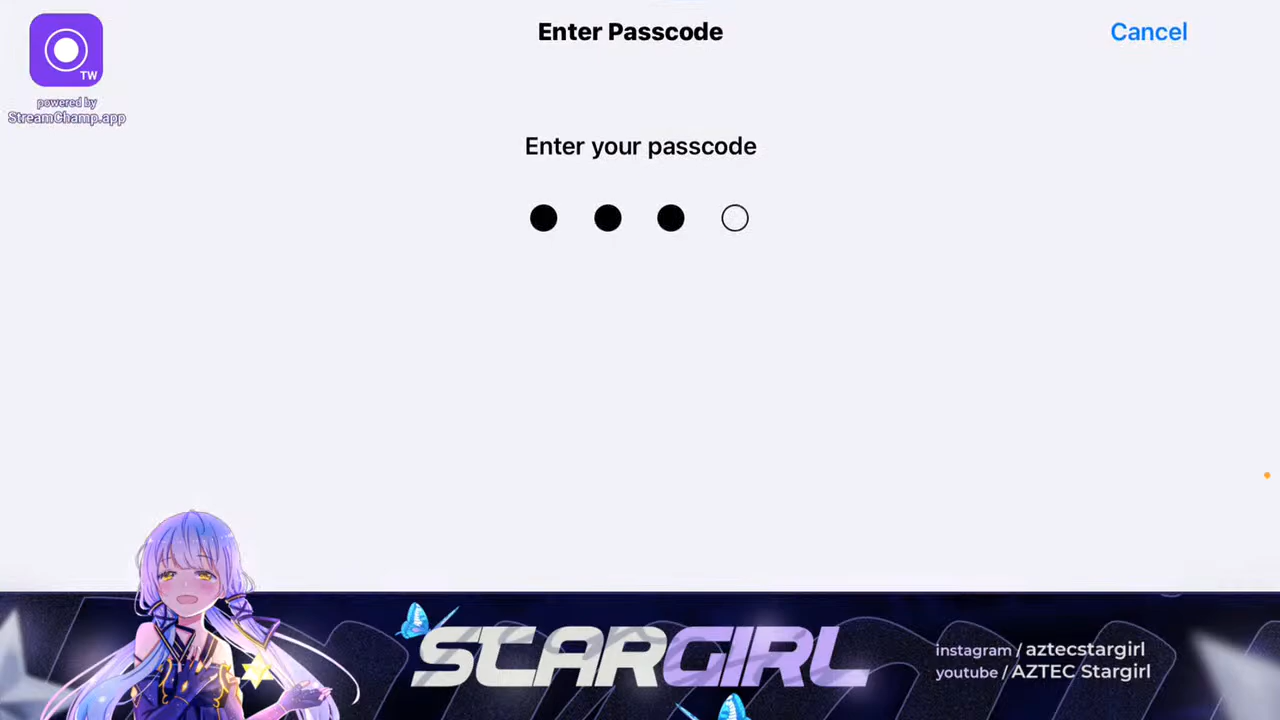 Enter Passcode
Cancel
TW
powered by
StreamChamp.app
Enter your passcode
STARGIRL
instagram / aztecstargirl
youtube / AZTEC Stargirl